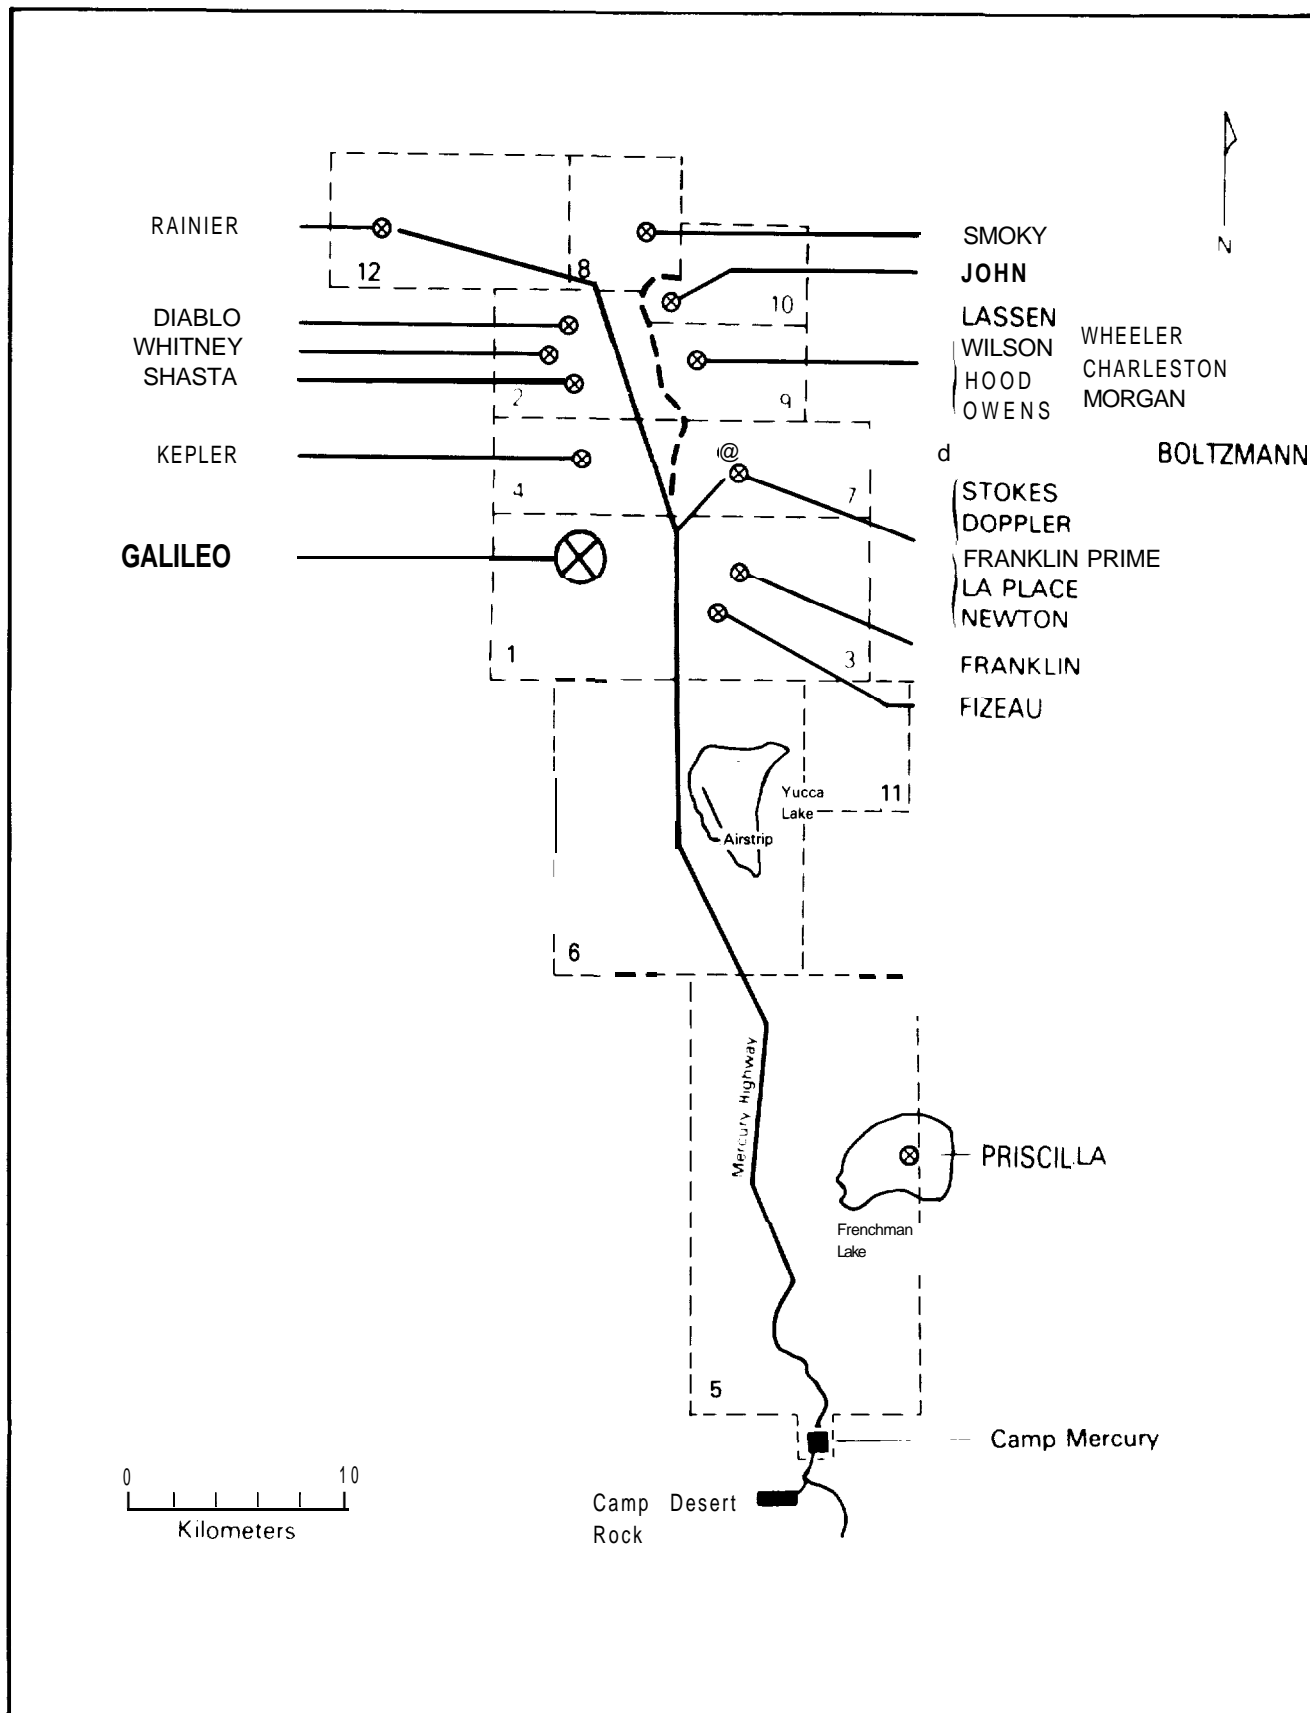 N
RAINIER
SMOKY
12
8
JOHN
10
DIABLO
LASSEN
WHITNEY
WILSON WHEELER
SHASTA
HOOD CHARLESTON
OWENS MORGAN
2
9
KEPLER
@
d BOLTZMANN
4
7
STOKES
DOPPLER
GALILEO
FRANKLIN PRIME
LA PLACE
NEWTON
1
3
FRANKLIN
FIZEAU
Yucca
Lake
11
Airstrip
6
Mercury Highway
PRISCILLA
Frenchman
Lake
5
Camp Mercury
0 10
Kilometers
Camp Desert
Rock